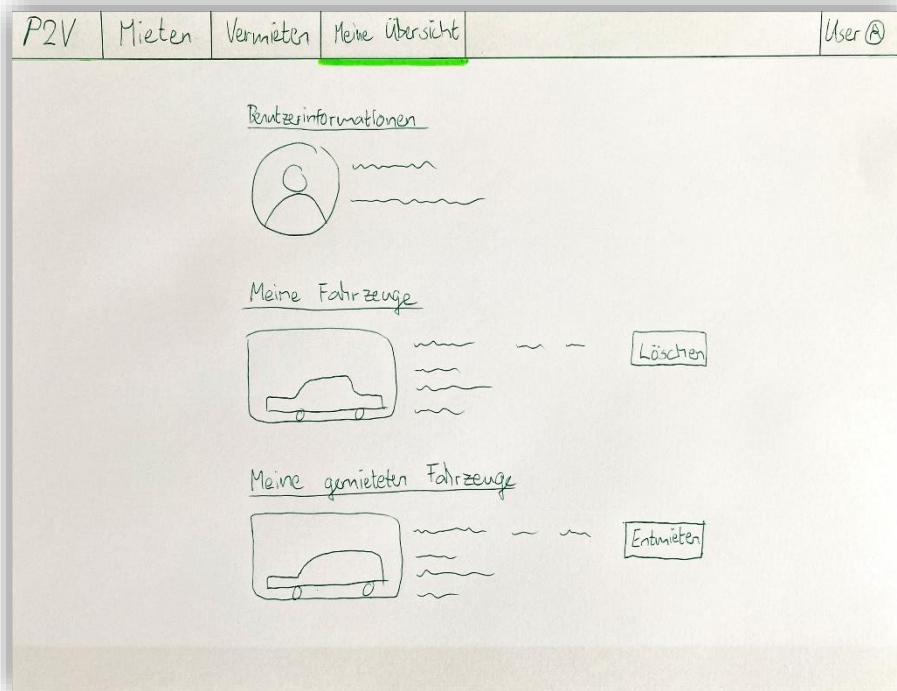 P2V Mieten Vermieten Meine Übersicht User
Benutzerinformationen
Meine Fahrzeuge
Löschen
Meine gemieteten Fahrzeuge
Entmieten